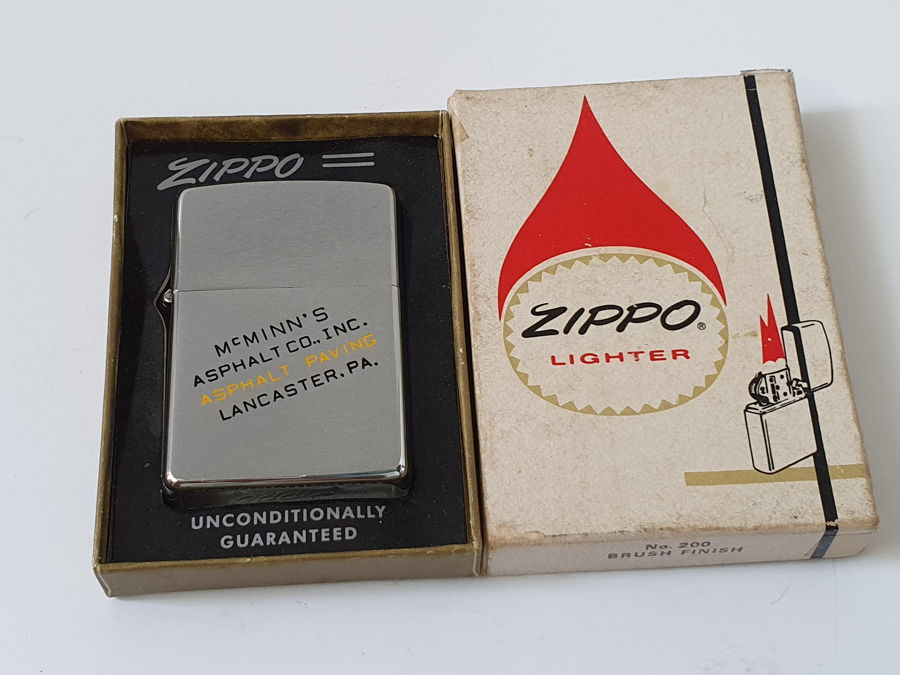 ZIPPO
McMINN'S
ASPHALT CO., INC.
ASPHALT PAVING
LANCASTER, PA.
UNCONDITIONALLY
GUARANTEED
ZIPPO®
LIGHTER
No. 200
BRUSH FINISH